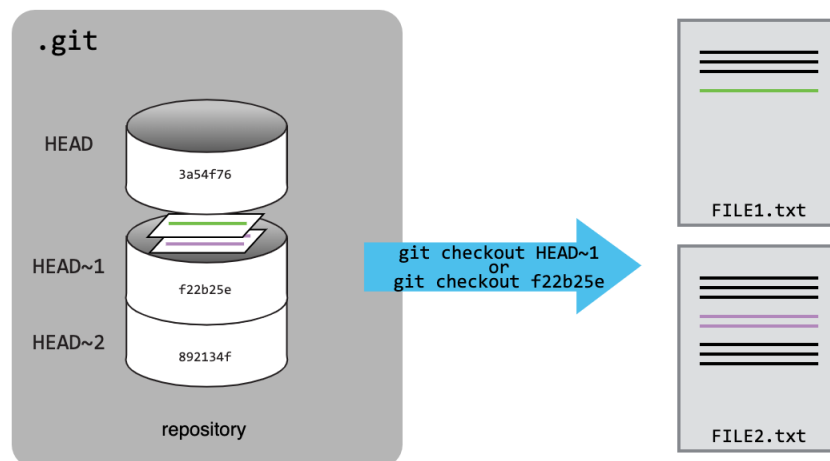 .git
HEAD
3a54f76
HEAD~1
f22b25e
HEAD~2
892134f
repository
git checkout HEAD~1
or
git checkout f22b25e
FILE1.txt
FILE2.txt